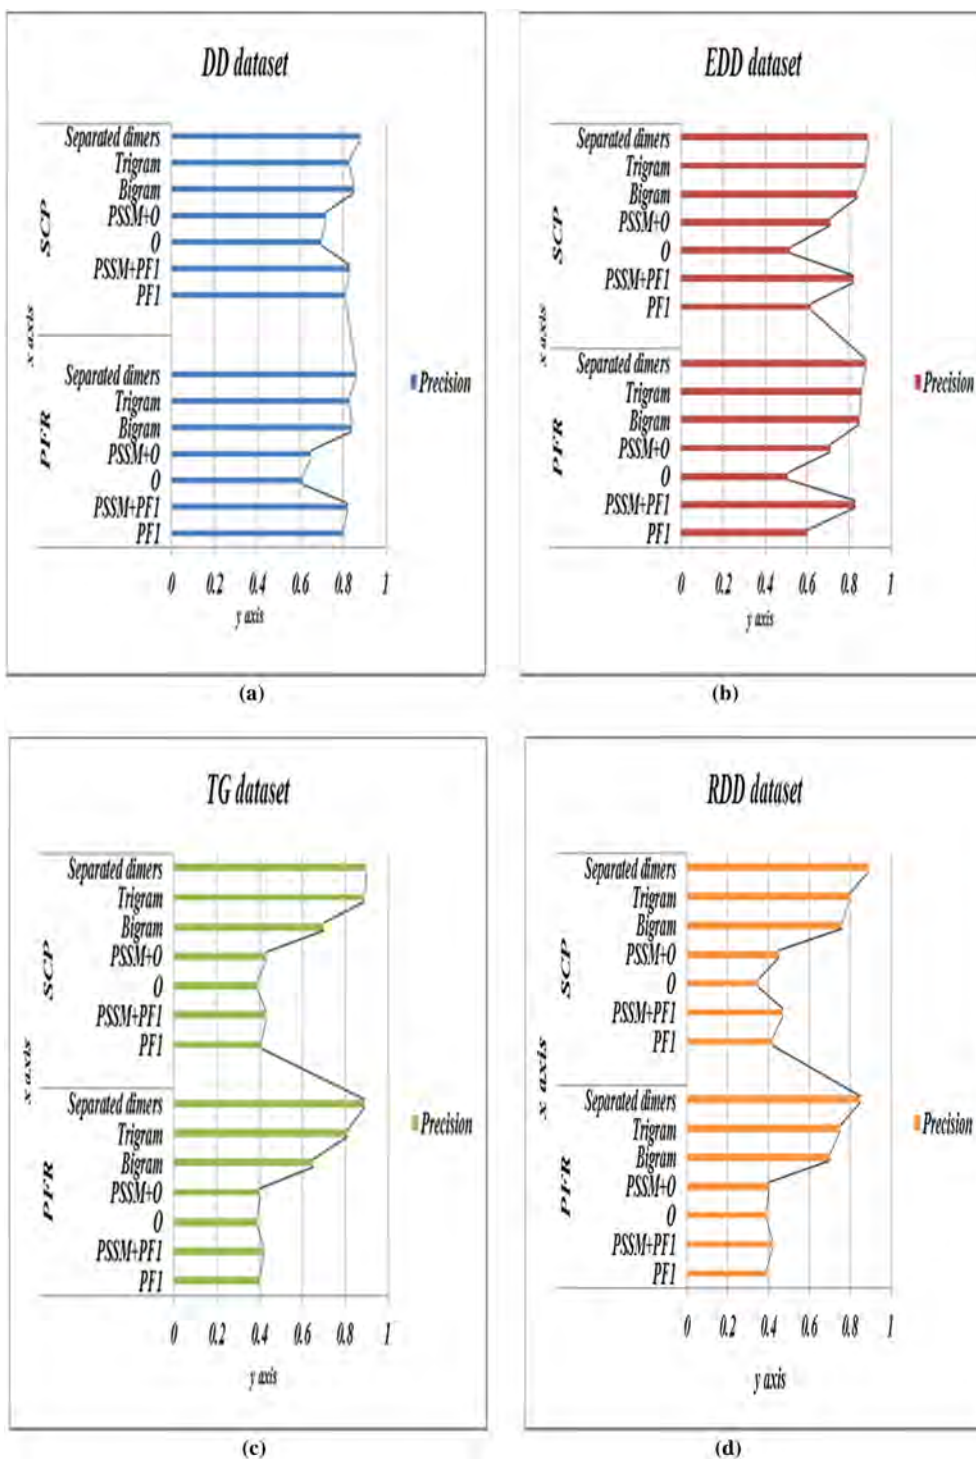 DD dataset
Separated dimers
Trigram
Bigram
PSSM+O
O
PSSM+PF1
PF1
SCP
x axis
Separated dimers
Trigram
Bigram
PSSM+O
O
PSSM+PF1
PF1
PFR
Precision
0 0.2 0.4 0.6 0.8 1
y axis
(a)
EDD dataset
Separated dimers
Trigram
Bigram
PSSM+O
O
PSSM+PF1
PF1
SCP
x axis
Separated dimers
Trigram
Bigram
PSSM+O
O
PSSM+PF1
PF1
PFR
Precision
0 0.2 0.4 0.6 0.8 1
y axis
(b)
TG dataset
Separated dimers
Trigram
Bigram
PSSM+O
O
PSSM+PF1
PF1
SCP
x axis
Separated dimers
Trigram
Bigram
PSSM+O
O
PSSM+PF1
PF1
PFR
Precision
0 0.2 0.4 0.6 0.8 1
y axis
(c)
RDD dataset
Separated dimers
Trigram
Bigram
PSSM+O
O
PSSM+PF1
PF1
SCP
x axis
Separated dimers
Trigram
Bigram
PSSM+O
O
PSSM+PF1
PF1
PFR
Precision
0 0.2 0.4 0.6 0.8 1
y axis
(d)